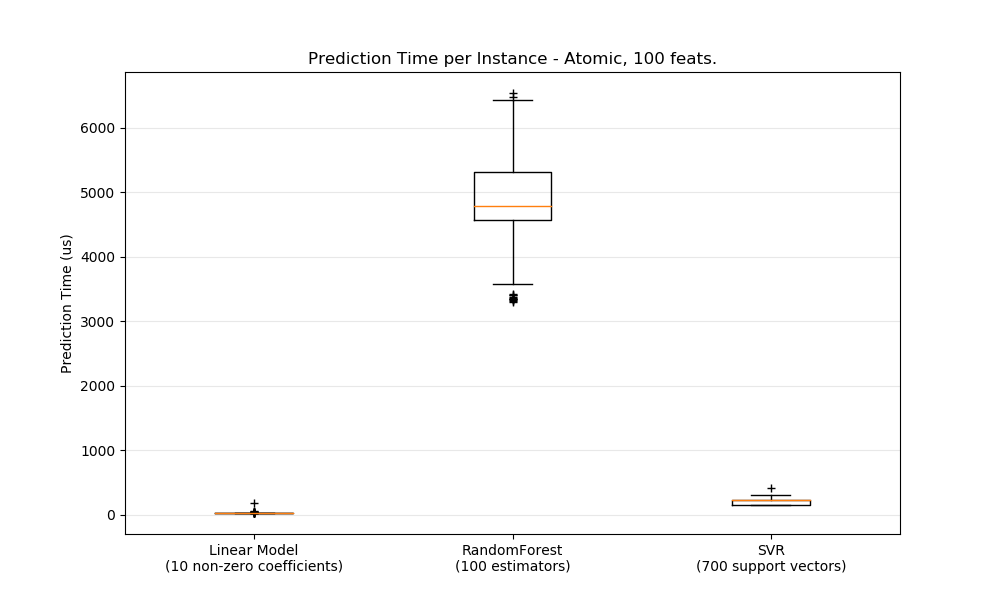 Prediction Time per Instance - Atomic, 100 feats.
Prediction Time (us)
6000
5000
4000
3000
2000
1000
0
Linear Model
(10 non-zero coefficients)
RandomForest
(100 estimators)
SVR
(700 support vectors)